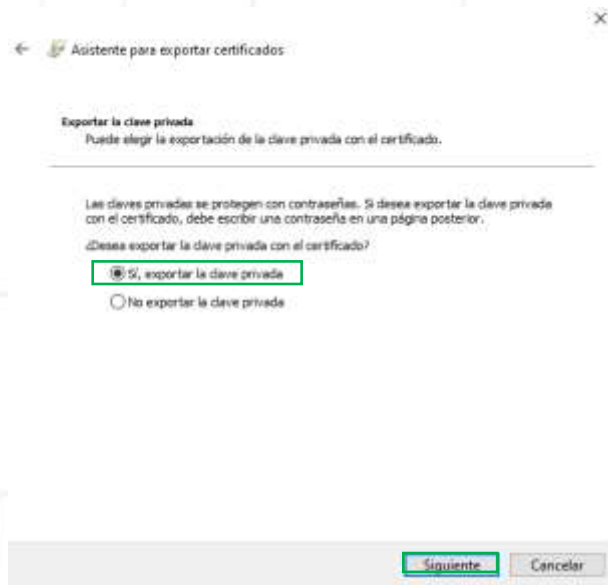 Asistente para exportar certificados
Exportar la clave privada
Puede elegir la exportación de la clave privada con el certificado.
Las claves privadas se protegen con contraseñas. Si desea exportar la clave privada
con el certificado, debe escribir una contraseña en una página posterior.
¿Desea exportar la clave privada con el certificado?
Sí, exportar la clave privada
No exportar la clave privada
Siguiente
Cancelar